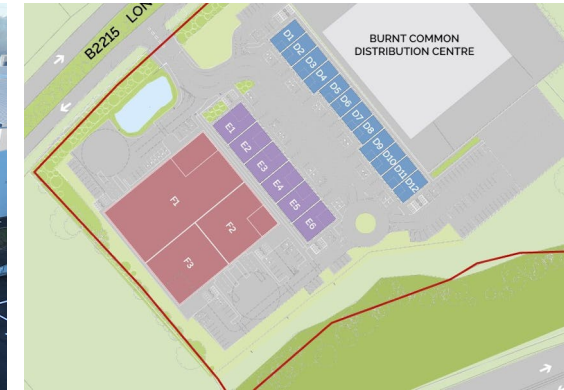 B2215 LON
BURNT COMMON
DISTRIBUTION CENTRE
D1
D2
D3
D4
D5
D6
D7
D8
D9
D10
D11
D12
E1
E2
E3
E4
E5
E6
F1
F2
F3